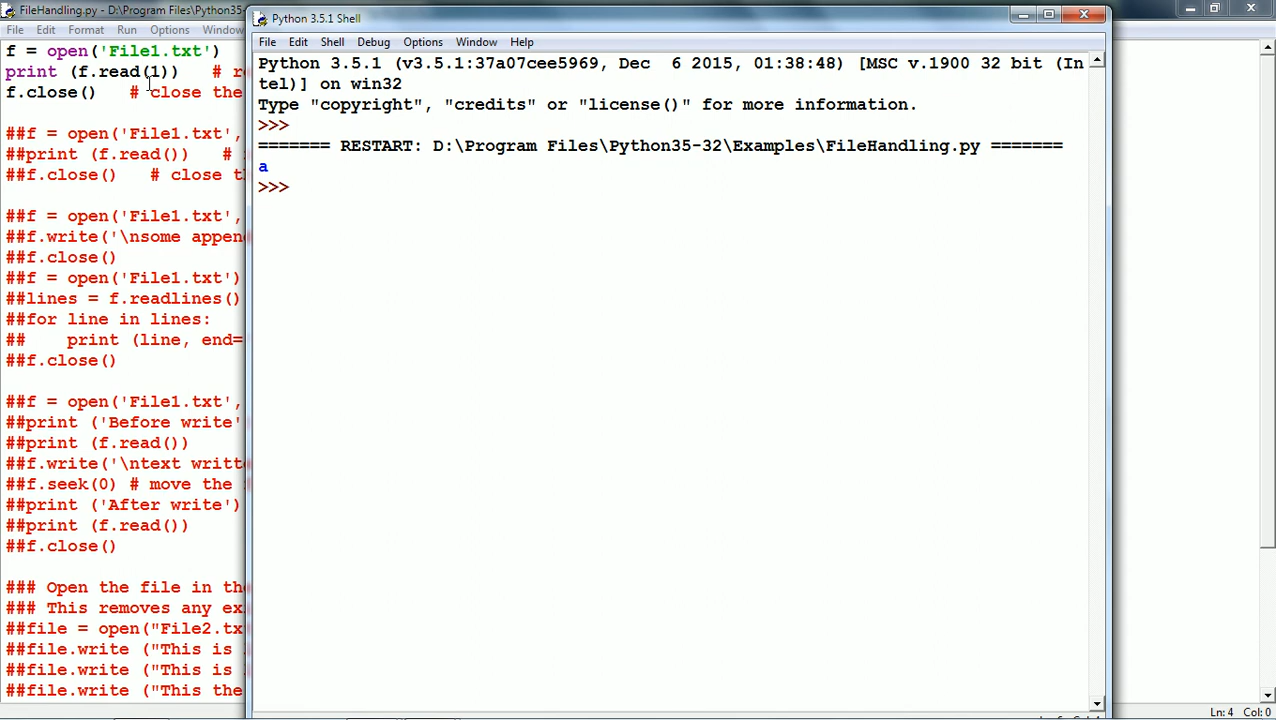 FileHandling.py - D:\Program Files\Python35-
File Edit Format Run Options Window
f = open('File1.txt')
print (f.read(1)) # re
f.close() # close the
##f = open('File1.txt',
##print (f.read()) #
##f.close() # close th
##f = open('File1.txt',
##f.write('\nsome appen
##f.close()
##f = open('File1.txt')
##lines = f.readlines()
##for line in lines:
## print (line, end=
##f.close()
##f = open('File1.txt',
##print ('Before write'
##print (f.read())
##f.write('\ntext writt
##f.seek(0) # move the
##print ('After write')
##print (f.read())
##f.close()
### Open the file in the
### This removes any ex
##file = open("File2.tx
##file.write ("This is
##file.write ("This is
##file.write ("This the
Python 3.5.1 Shell
File Edit Shell Debug Options Window Help
Python 3.5.1 (v3.5.1:37a07cee5969, Dec 6 2015, 01:38:48) [MSC v.1900 32 bit (In
tel)] on win32
Type "copyright", "credits" or "license()" for more information.
>>>
======= RESTART: D:\Program Files\Python35-32\Examples\FileHandling.py =======
a
>>>
Ln: 4 Col: 0